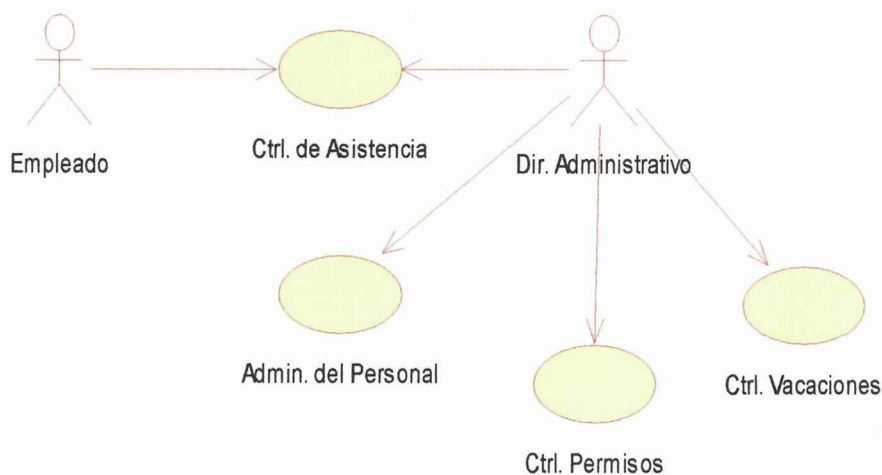 Empleado
Ctrl. de Asistencia
Dir. Administrativo
Admin. del Personal
Ctrl. Vacaciones
Ctrl. Permisos